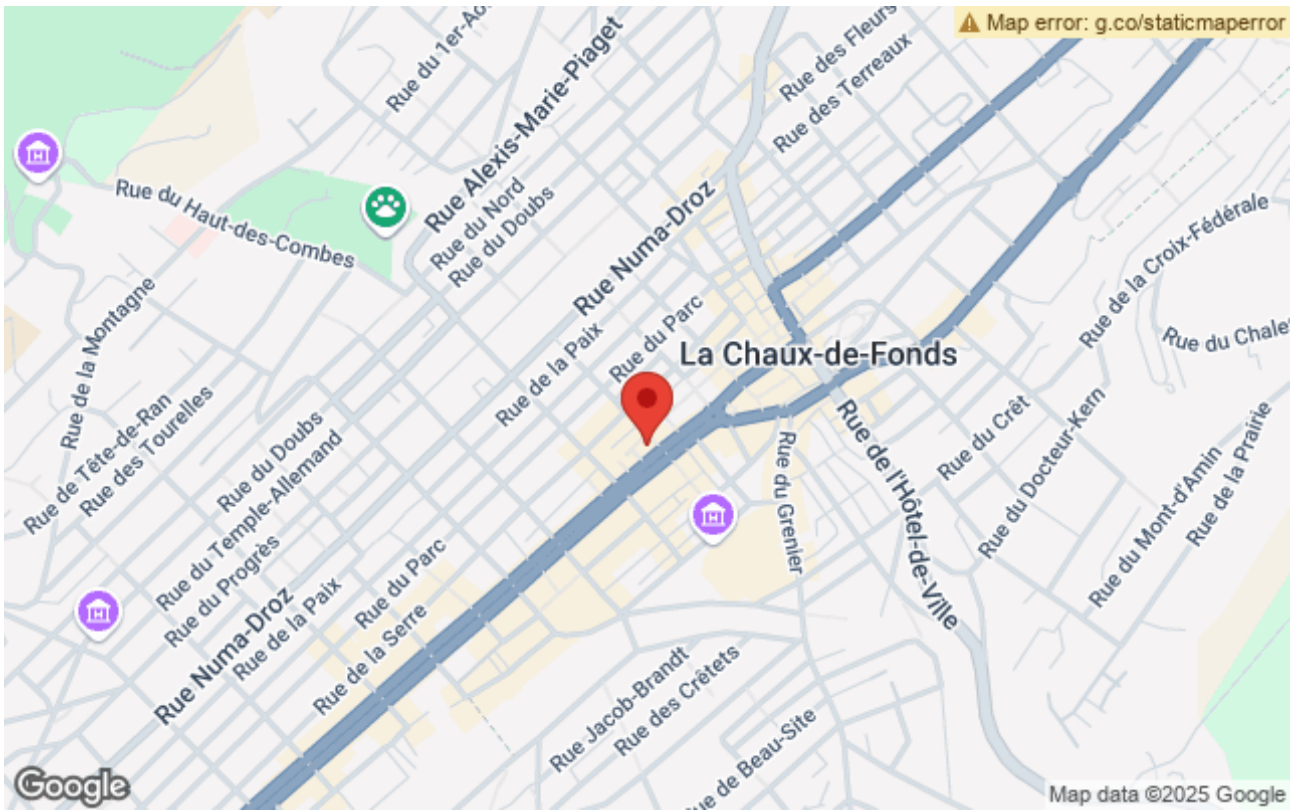 Map error: g.co/staticmaperror
Rue du 1er-Ao
Rue Alexis-Marie-Piaget
Rue des Fleurs
Rue des Terreaux
Rue du Haut-des-Combes
Rue du Nord
Rue du Doubs
Rue Numa-Droz
Rue de la Croix-Fédérale
Rue de la Montagne
Rue du Parc
Rue de la Paix
La Chaux-de-Fonds
Rue du Chalet
Rue de Tête-de-Ran
Rue des Tourelles
Rue du Doubs
Rue du Temple-Allemand
Rue du Progrès
Rue du Crêt
Rue du Docteur-Kern
Rue de l'Hôtel-de-Ville
Rue du Grenier
Rue du Mont-d'Amin
Rue de la Prairie
Rue Numa-Droz
Rue de la Paix
Rue du Parc
Rue de la Serre
Rue Jacob-Brandt
Rue des Crêtets
ue de Beau-Site
Google
Map data ©2025 Google